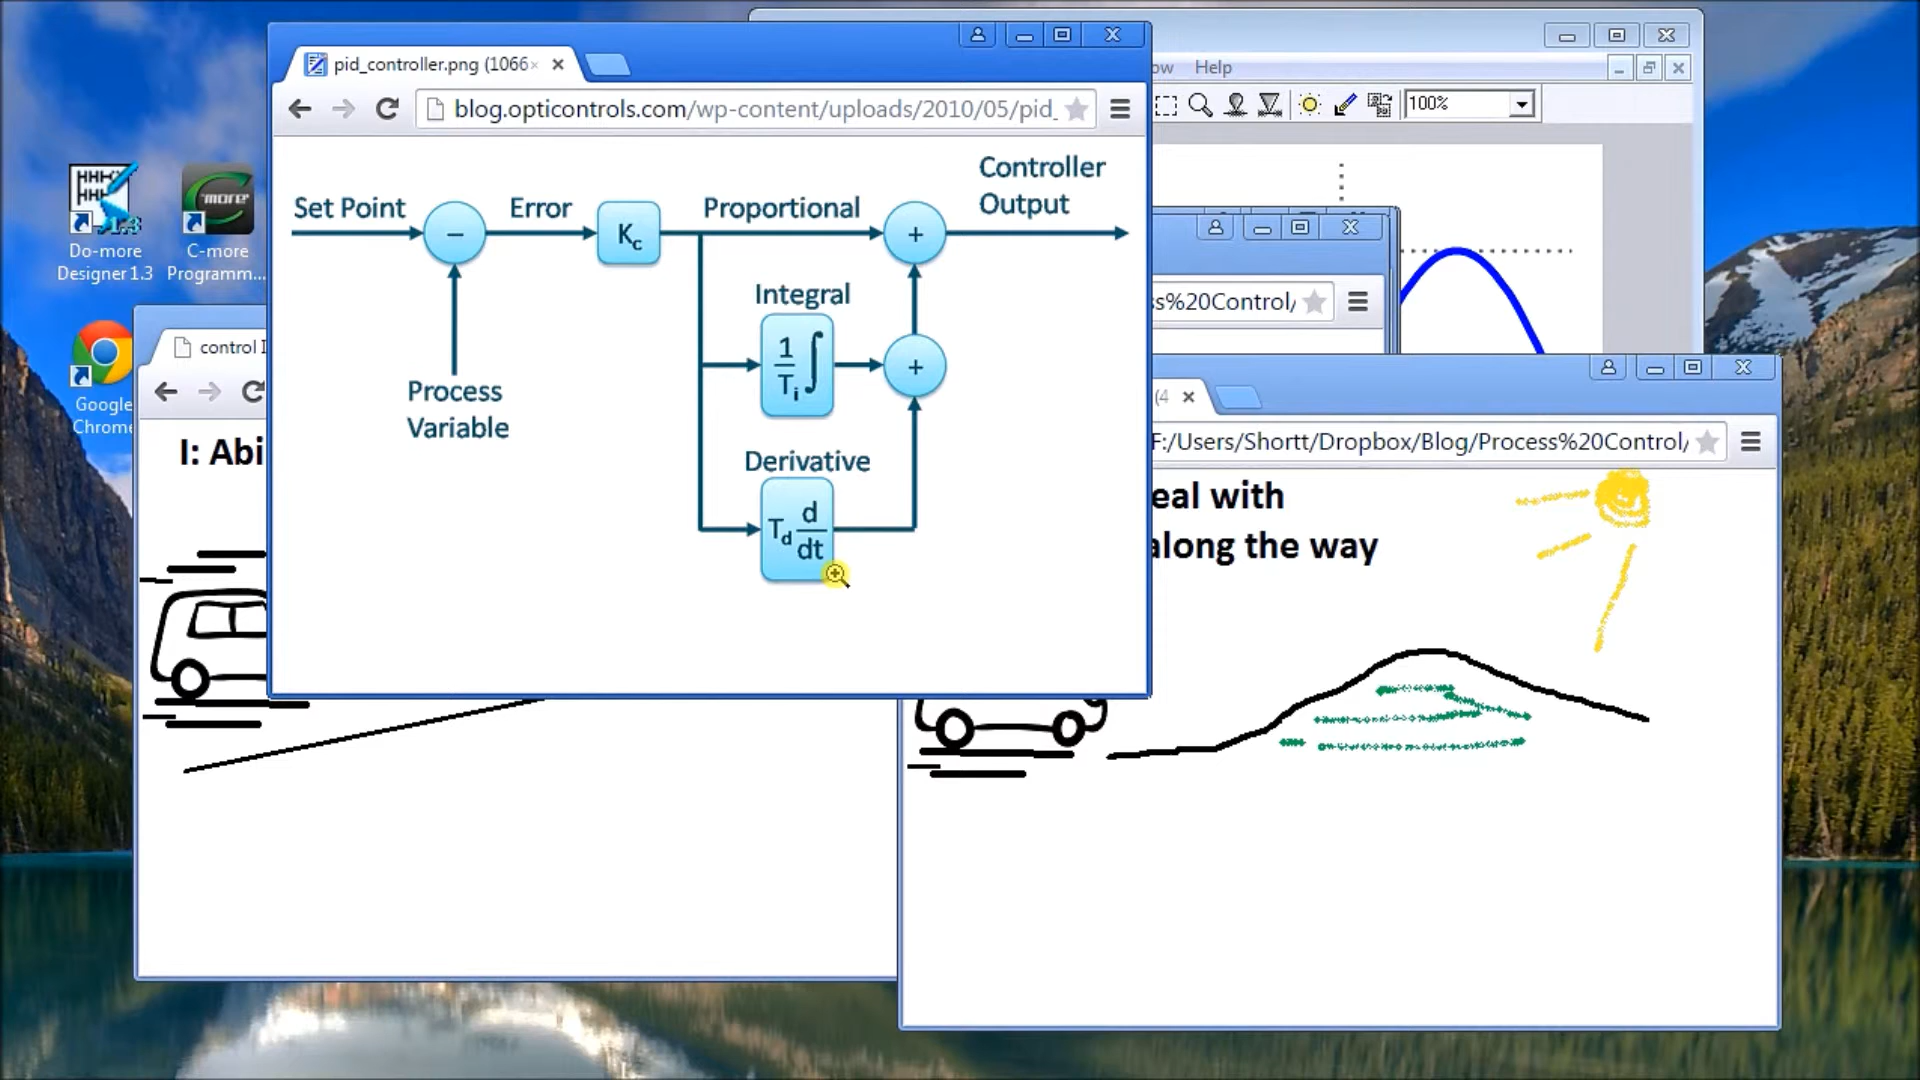 pid_controller.png (1066×
blog.opticontrols.com/wp-content/uploads/2010/05/pid_
Help
100%
Controller
Output
Set Point
Error
Proportional
−
Kc
+
Integral
1
Ti
∫
+
Process
Variable
Derivative
Td d
dt
Do-more
Designer 1.3
C-more
Programm...
Google
Chrome
control I
I: Abi
s%20Control/
(4
F:/Users/Shortt/Dropbox/Blog/Process%20Control/
eal with
along the way